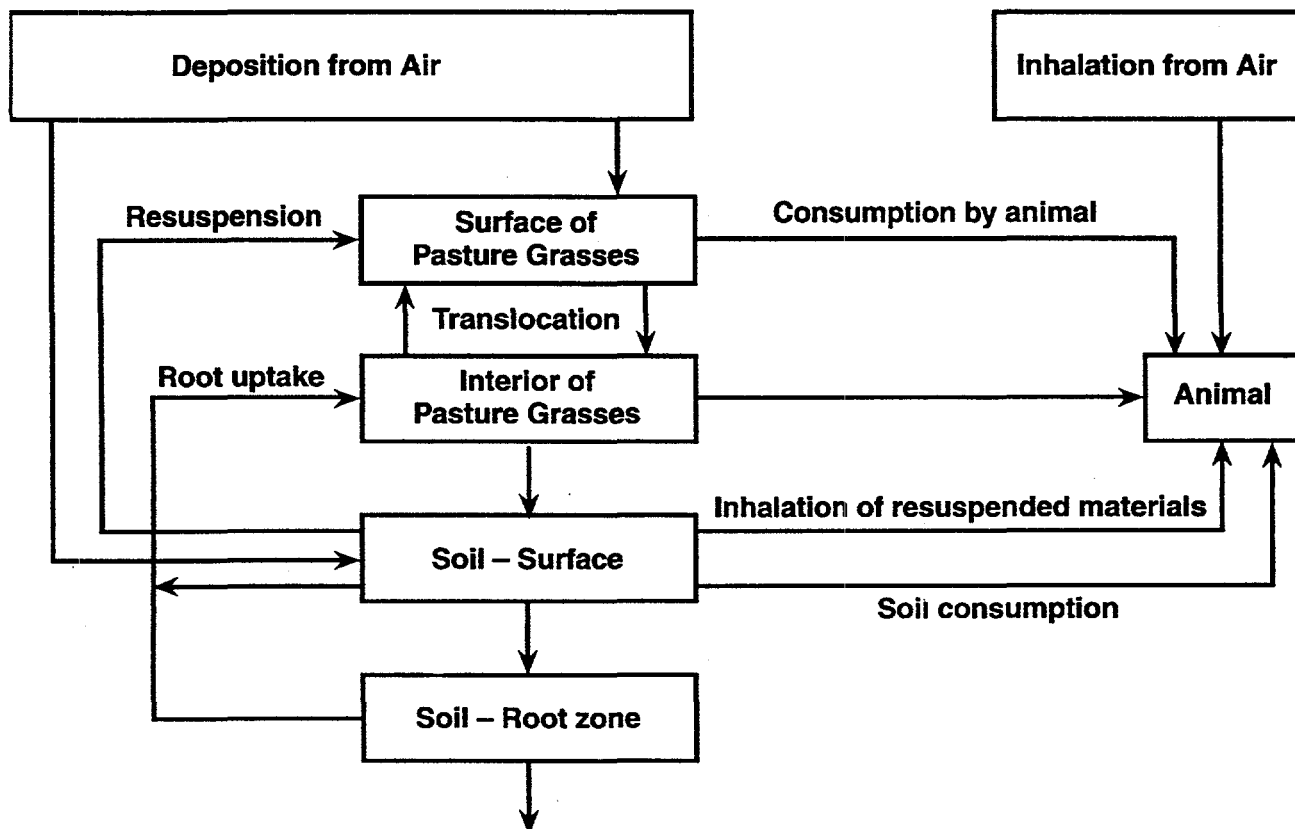 Deposition from Air
Inhalation from Air
Resuspension
Surface of
Pasture Grasses
Consumption by animal
Translocation
Root uptake
Interior of
Pasture Grasses
Animal
Inhalation of resuspended materials
Soil – Surface
Soil consumption
Soil – Root zone